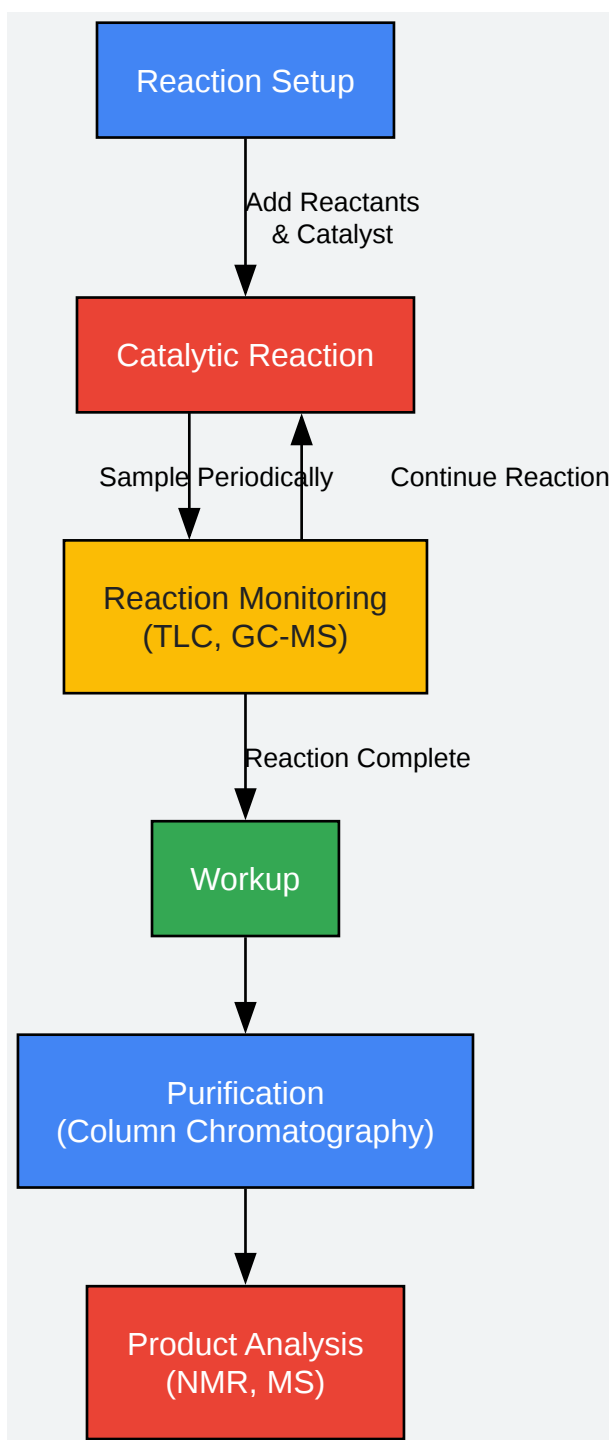 Reaction Setup
Add Reactants
& Catalyst
Catalytic Reaction
Sample Periodically
Continue Reaction
Reaction Monitoring
(TLC, GC-MS)
Reaction Complete
Workup
Purification
(Column Chromatography)
Product Analysis
(NMR, MS)